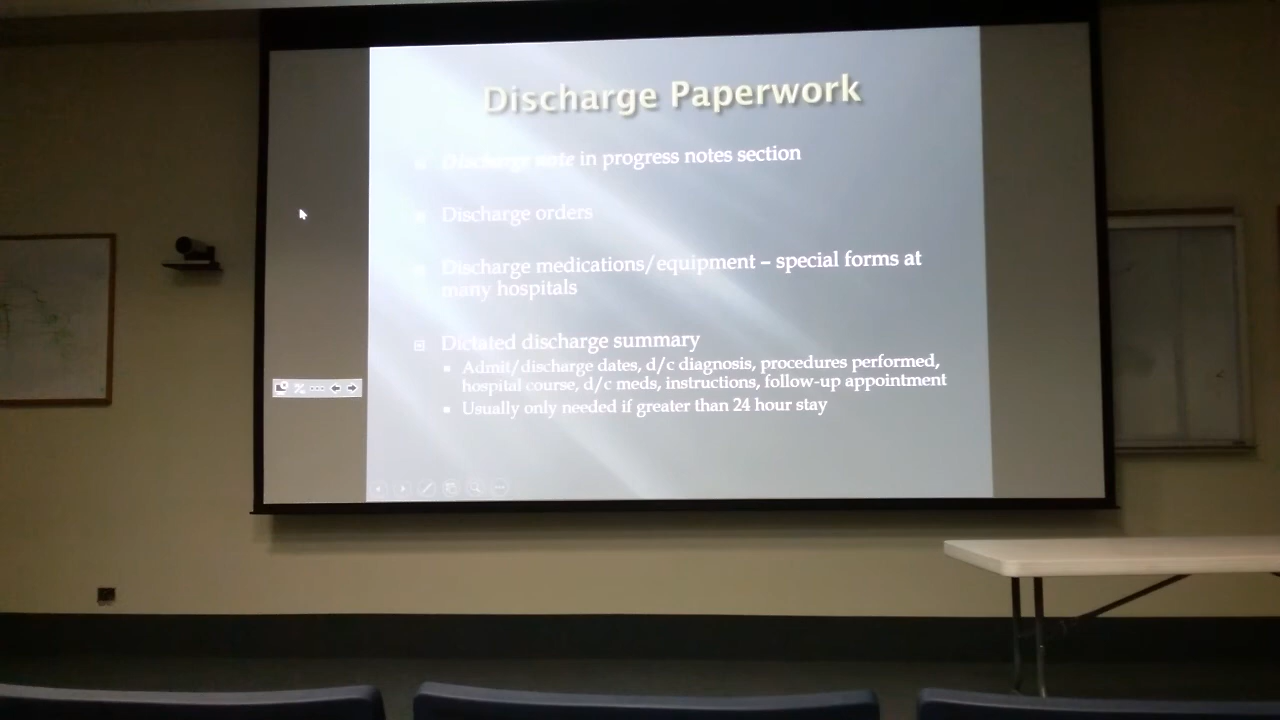 Discharge Paperwork
Discharge note in progress notes section
Discharge orders
Discharge medications/equipment – special forms at
many hospitals
Dictated discharge summary
Admit/discharge dates, d/c diagnosis, procedures performed,
hospital course, d/c meds, instructions, follow-up appointment
Usually only needed if greater than 24 hour stay